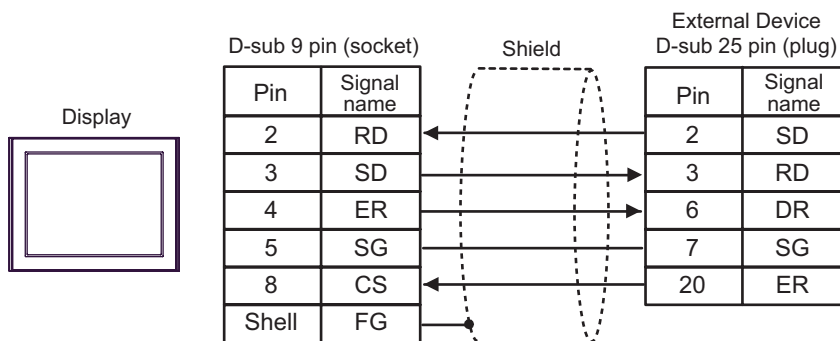 External Device
D-sub 9 pin (socket) Shield D-sub 25 pin (plug)
Display
Pin Signal name Pin Signal name
2 RD 2 SD
3 SD 3 RD
4 ER 6 DR
5 SG 7 SG
8 CS 20 ER
Shell FG